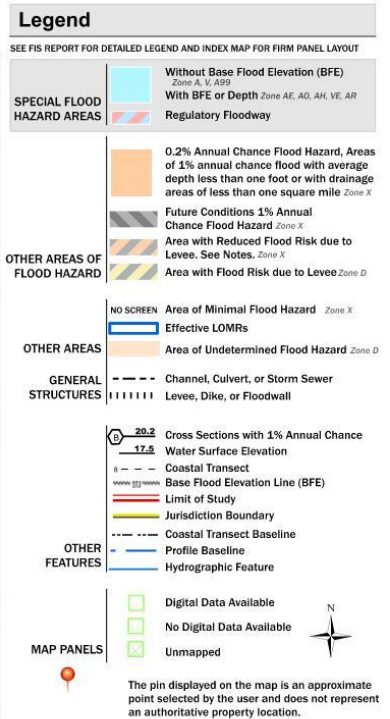 Legend
SEE FIS REPORT FOR DETAILED LEGEND AND INDEX MAP FOR FIRM PANEL LAYOUT
SPECIAL FLOOD
HAZARD AREAS
Without Base Flood Elevation (BFE)
Zone A, V, A99
With BFE or Depth Zone AE, AO, AH, VE, AR
Regulatory Floodway
OTHER AREAS OF
FLOOD HAZARD
0.2% Annual Chance Flood Hazard, Areas
of 1% annual chance flood with average
depth less than one foot or with drainage
areas of less than one square mile Zone X
Future Conditions 1% Annual
Chance Flood Hazard Zone X
Area with Reduced Flood Risk due to
Levee. See Notes. Zone X
Area with Flood Risk due to Levee Zone D
OTHER AREAS
NO SCREEN Area of Minimal Flood Hazard Zone X
Effective LOMRs
Area of Undetermined Flood Hazard Zone D
GENERAL
STRUCTURES
Channel, Culvert, or Storm Sewer
Levee, Dike, or Floodwall
OTHER
FEATURES
B 20.2 Cross Sections with 1% Annual Chance
17.5 Water Surface Elevation
8 Coastal Transect
Base Flood Elevation Line (BFE)
Limit of Study
Jurisdiction Boundary
Coastal Transect Baseline
Profile Baseline
Hydrographic Feature
MAP PANELS
Digital Data Available
No Digital Data Available
Unmapped
N
The pin displayed on the map is an approximate
point selected by the user and does not represent
an authoritative property location.